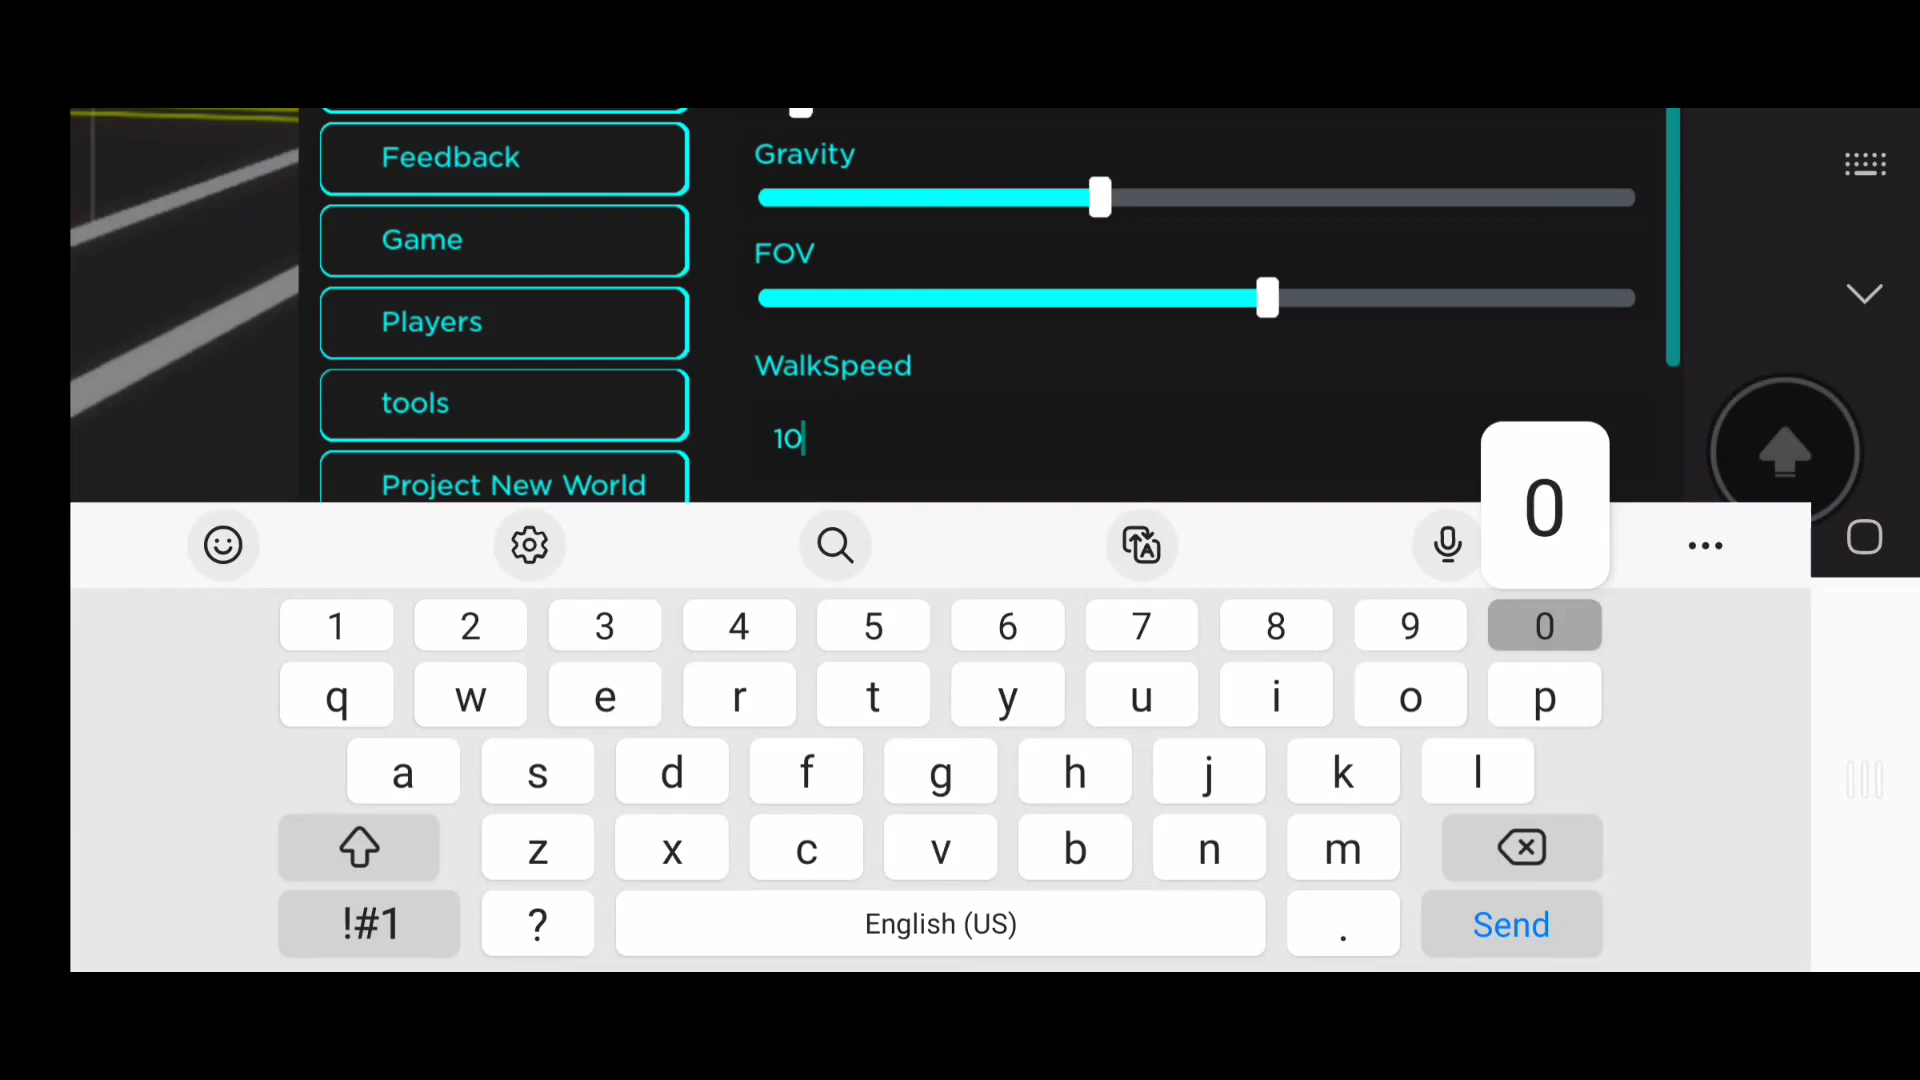 Feedback
Game
Players
tools
Project New World
Gravity
FOV
WalkSpeed
10
0
1 2 3 4 5 6 7 8 9 0
q w e r t y u i o p
a s d f g h j k l
z x c v b n m
!#1 ? English (US) . Send